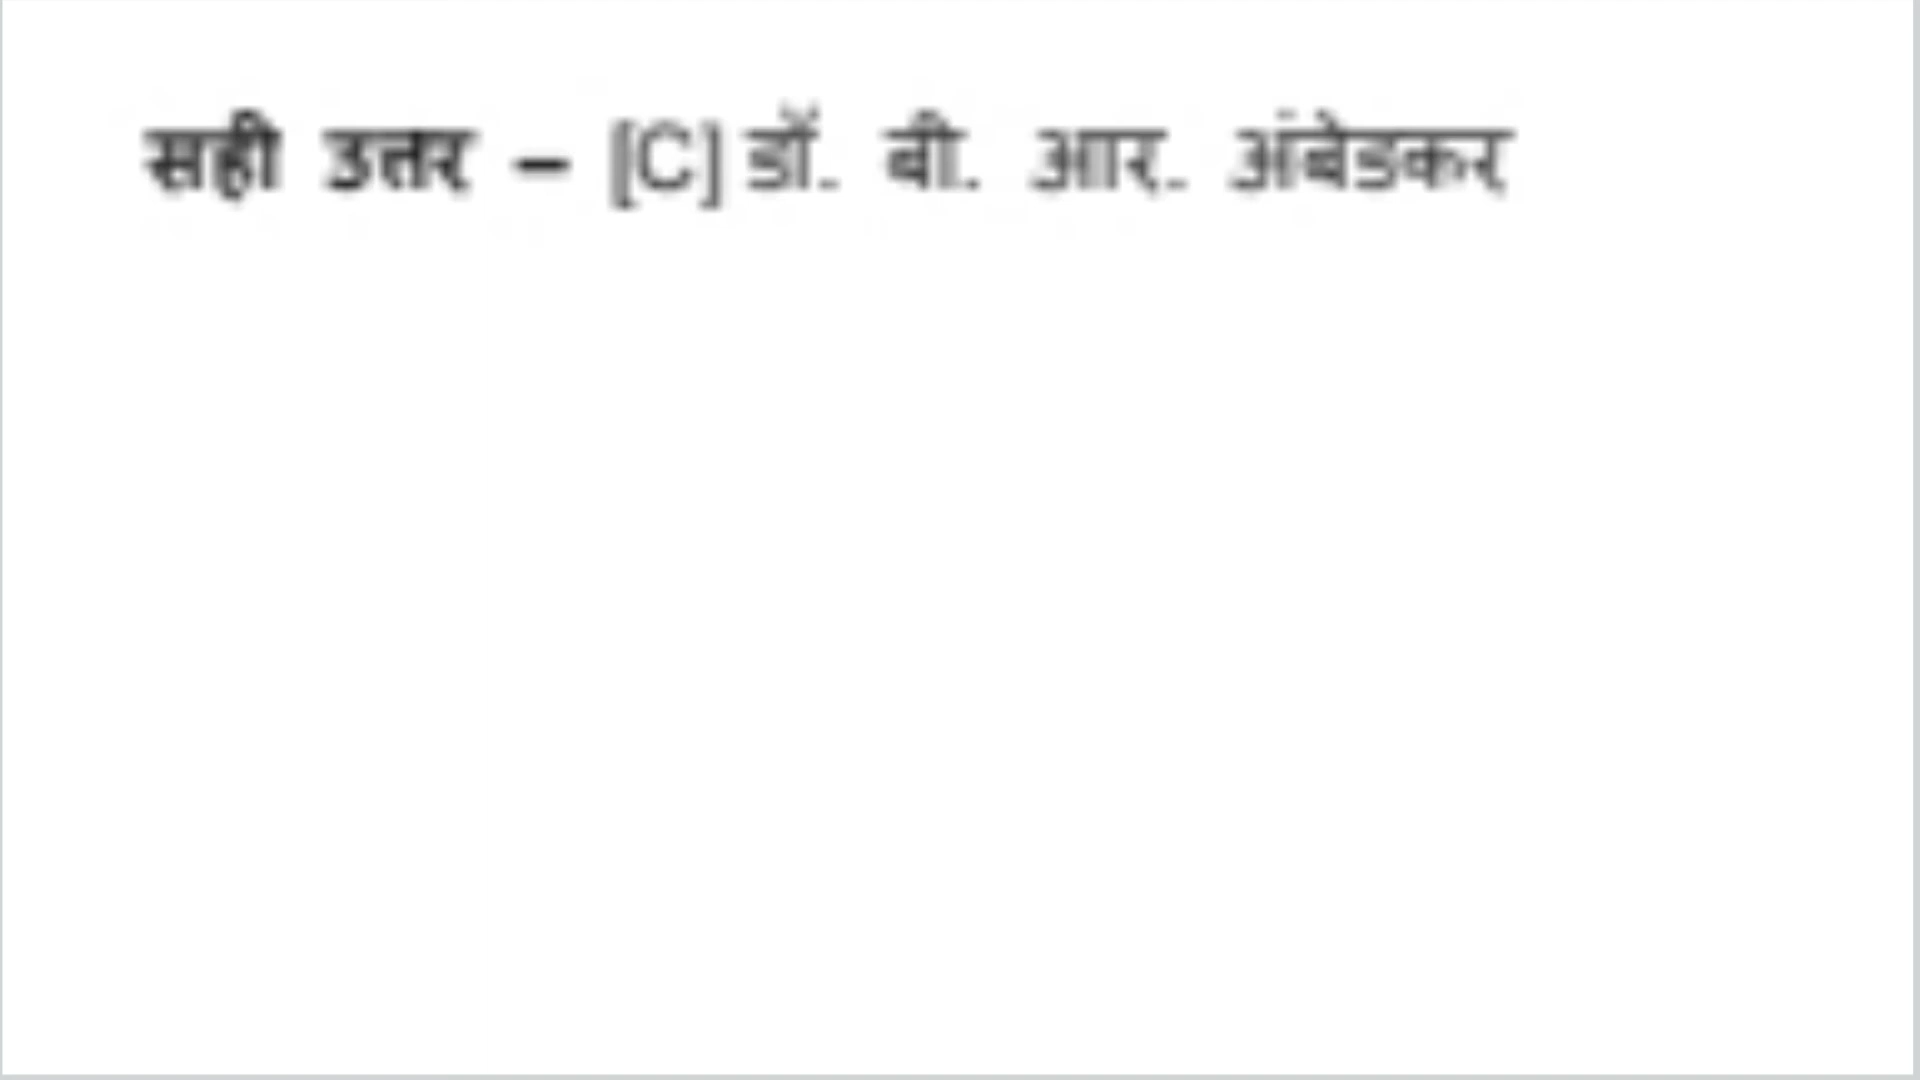 सही उत्तर – [C] डॉ. बी. आर. अंबेडकर